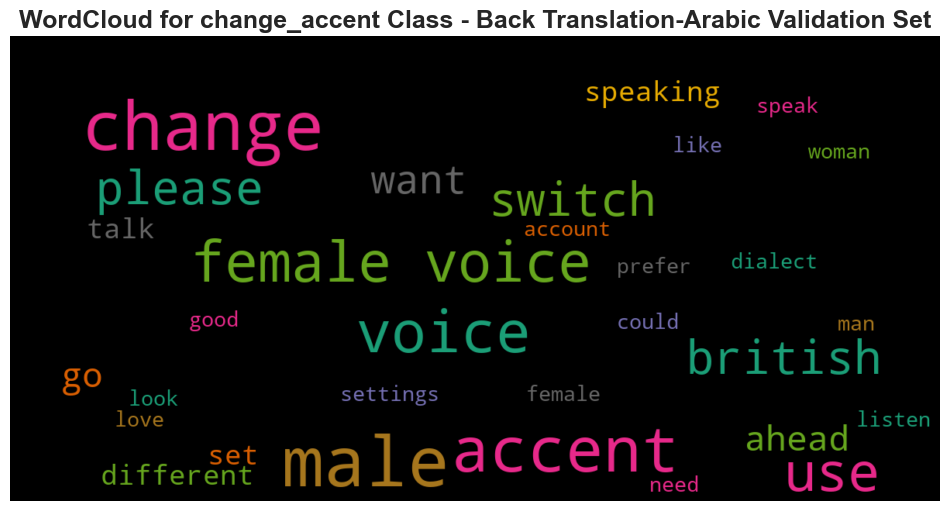 WordCloud for change_accent Class - Back Translation-Arabic Validation Set
speaking
change
speak
like
woman
please
want
switch
talk
account
female voice
prefer
dialect
good
voice
could
man
british
go
look
settings
female
love
listen
set
male
accent
ahead
different
use
need